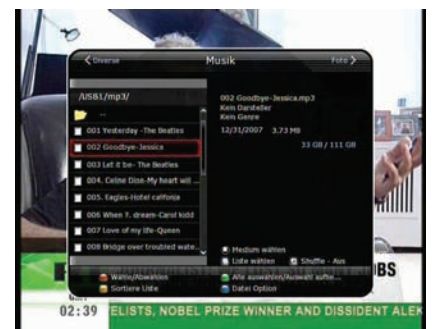 < Diverse Musik Foto >
/USB1/mp3/
..
001 Yesterday -The Beatles
002 Goodbye-Jessica
003 Let it be- The Beatles
004. Celine Dion-My heart will ...
005. Eagles-Hotel california
006 When ?. dream-Carol kidd
007 Love of my life-Queen
008 Bridge over troubled wate...
002 Goodbye-Jessica.mp3
Kein Darsteller
Kein Genre
12/31/2007 3.73 MB
33 GB / 111 GB
Medium wählen
Liste wählen Shuffle - Aus
Wähle/Abwählen
Alle auswählen/Auswahl aufhe...
Sortiere Liste
Datei Option
OBS
02:39 ELISTS, NOBEL PRIZE WINNER AND DISSIDENT ALEK